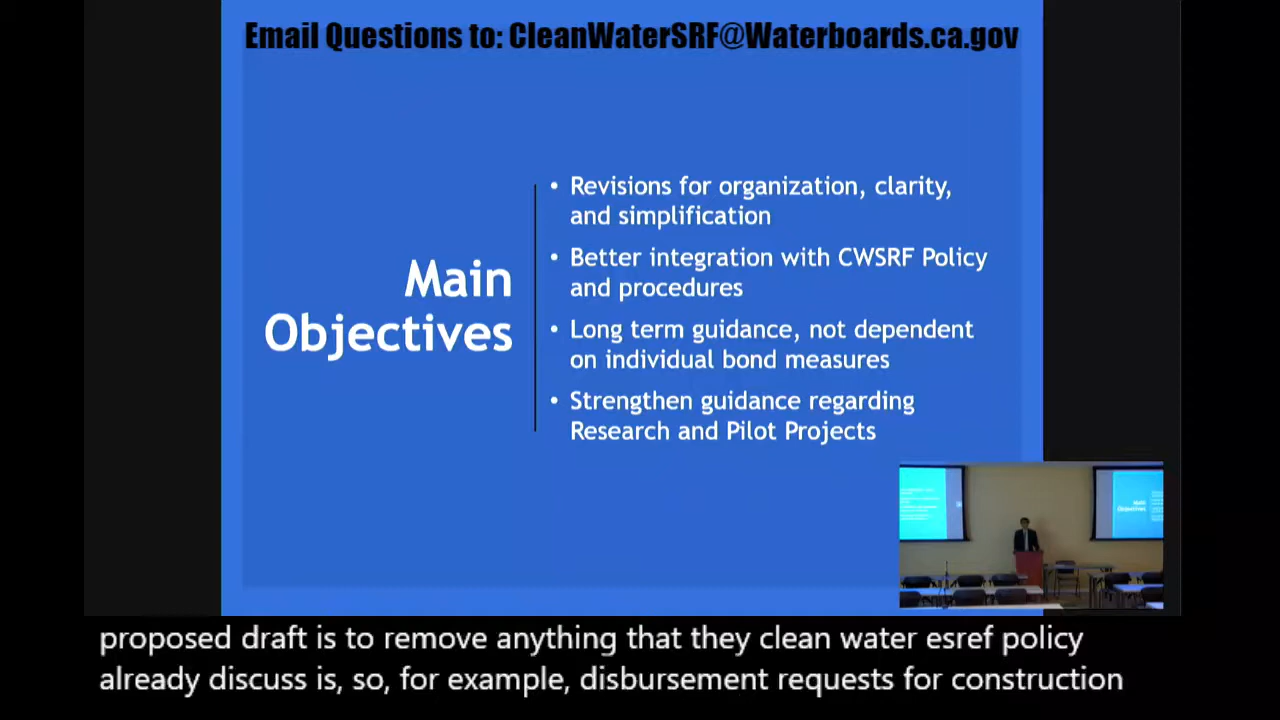 Email Questions to: CleanWaterSRF@Waterboards.ca.gov
Main
Objectives
• Revisions for organization, clarity,
and simplification
• Better integration with CWSRF Policy
and procedures
• Long term guidance, not dependent
on individual bond measures
• Strengthen guidance regarding
Research and Pilot Projects
Main
Objectives
proposed draft is to remove anything that they clean water esref policy
already discuss is, so, for example, disbursement requests for construction